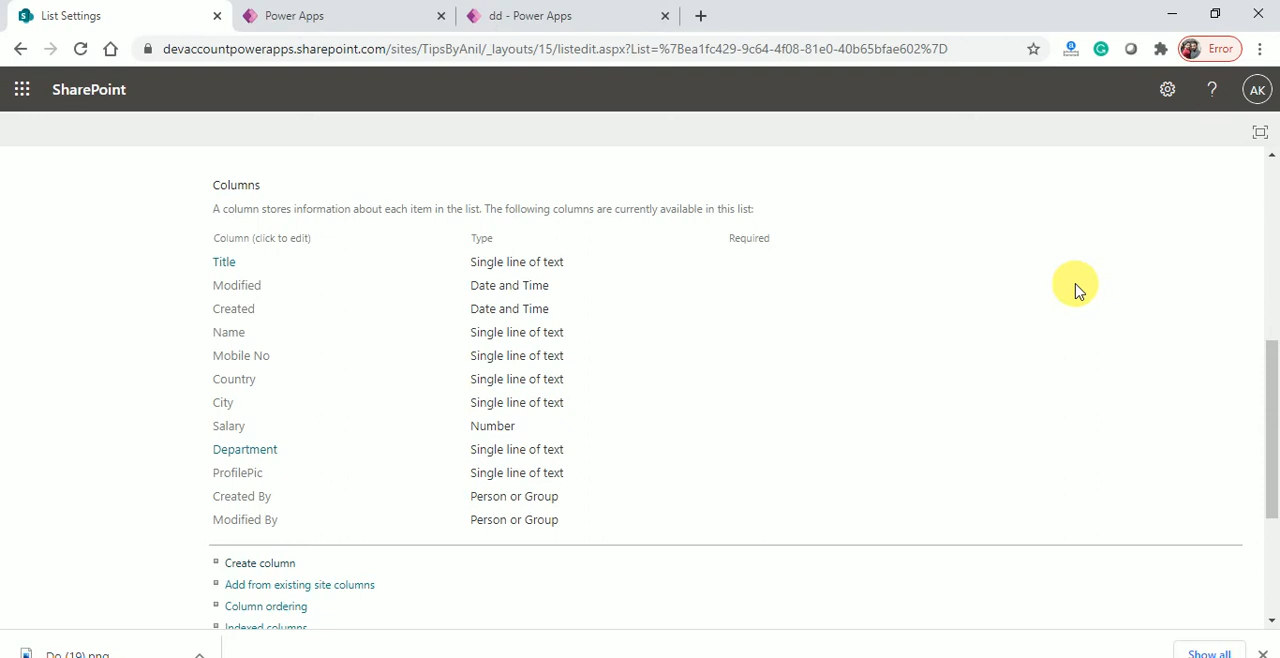 List Settings
Power Apps
dd - Power Apps
devaccountpowerapps.sharepoint.com/sites/TipsByAnil/_layouts/15/listedit.aspx?List=%7Bea1fc429-9c64-4f08-81e0-40b65bfae602%7D
Error
SharePoint
AK
Columns
A column stores information about each item in the list. The following columns are currently available in this list:
Column (click to edit) Type Required
Title Single line of text
Modified Date and Time
Created Date and Time
Name Single line of text
Mobile No Single line of text
Country Single line of text
City Single line of text
Salary Number
Department Single line of text
ProfilePic Single line of text
Created By Person or Group
Modified By Person or Group
Create column
Add from existing site columns
Column ordering
Indexed columns
Do (19).png
Show all